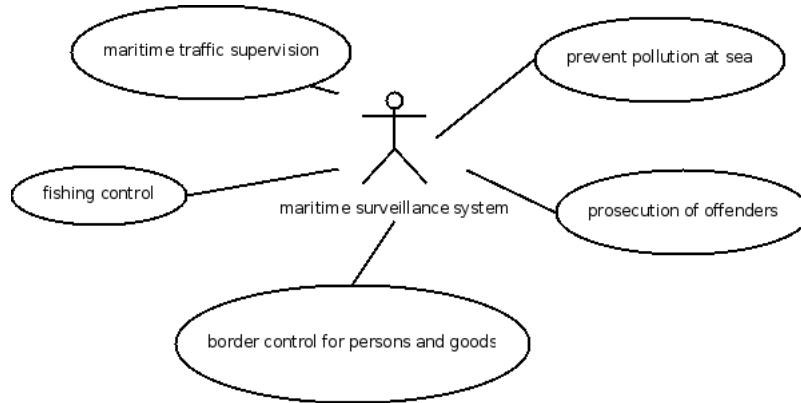 maritime traffic supervision
prevent pollution at sea
fishing control
maritime surveillance system
prosecution of offenders
border control for persons and goods